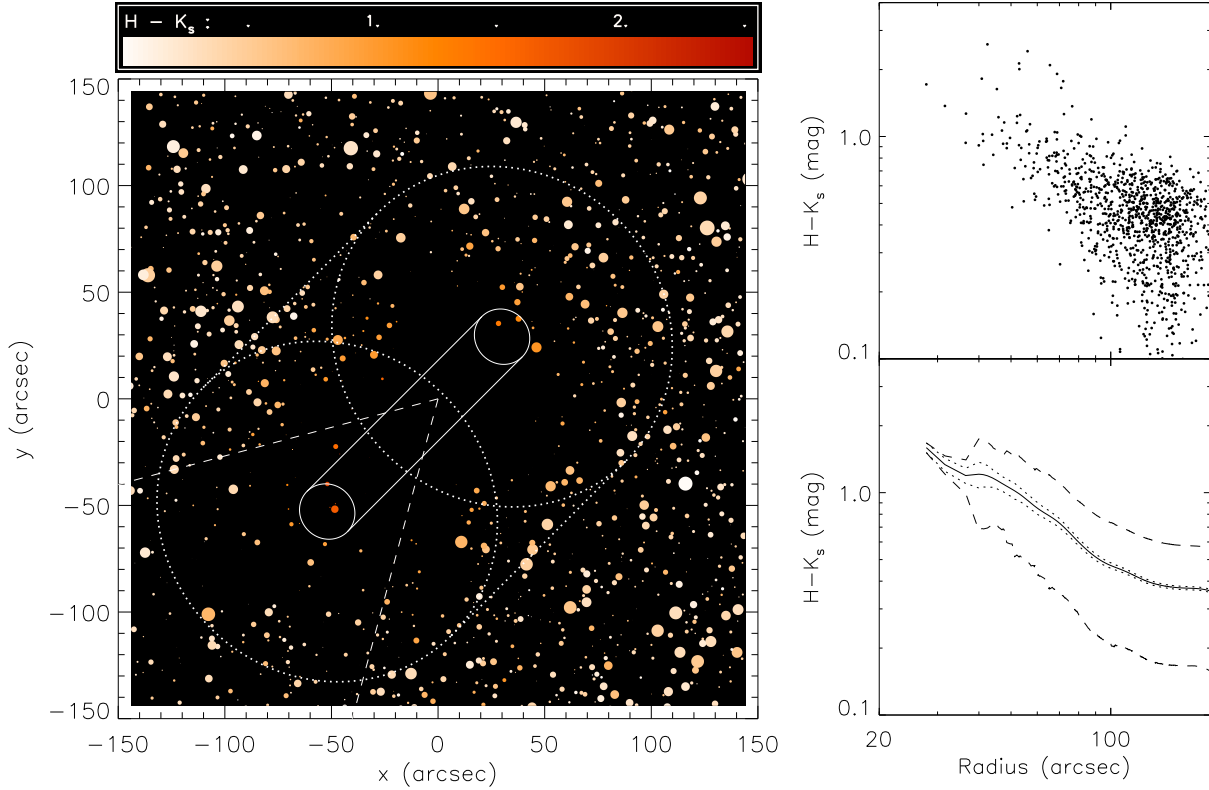 H − Ks : 1. 2.
150
100
50
0
−50
−100
−150
−150 −100 −50 0 50 100 150
x (arcsec)
y (arcsec)
1.0
0.1
H−Ks (mag)
1.0
0.1
H−Ks (mag)
20 100
Radius (arcsec)